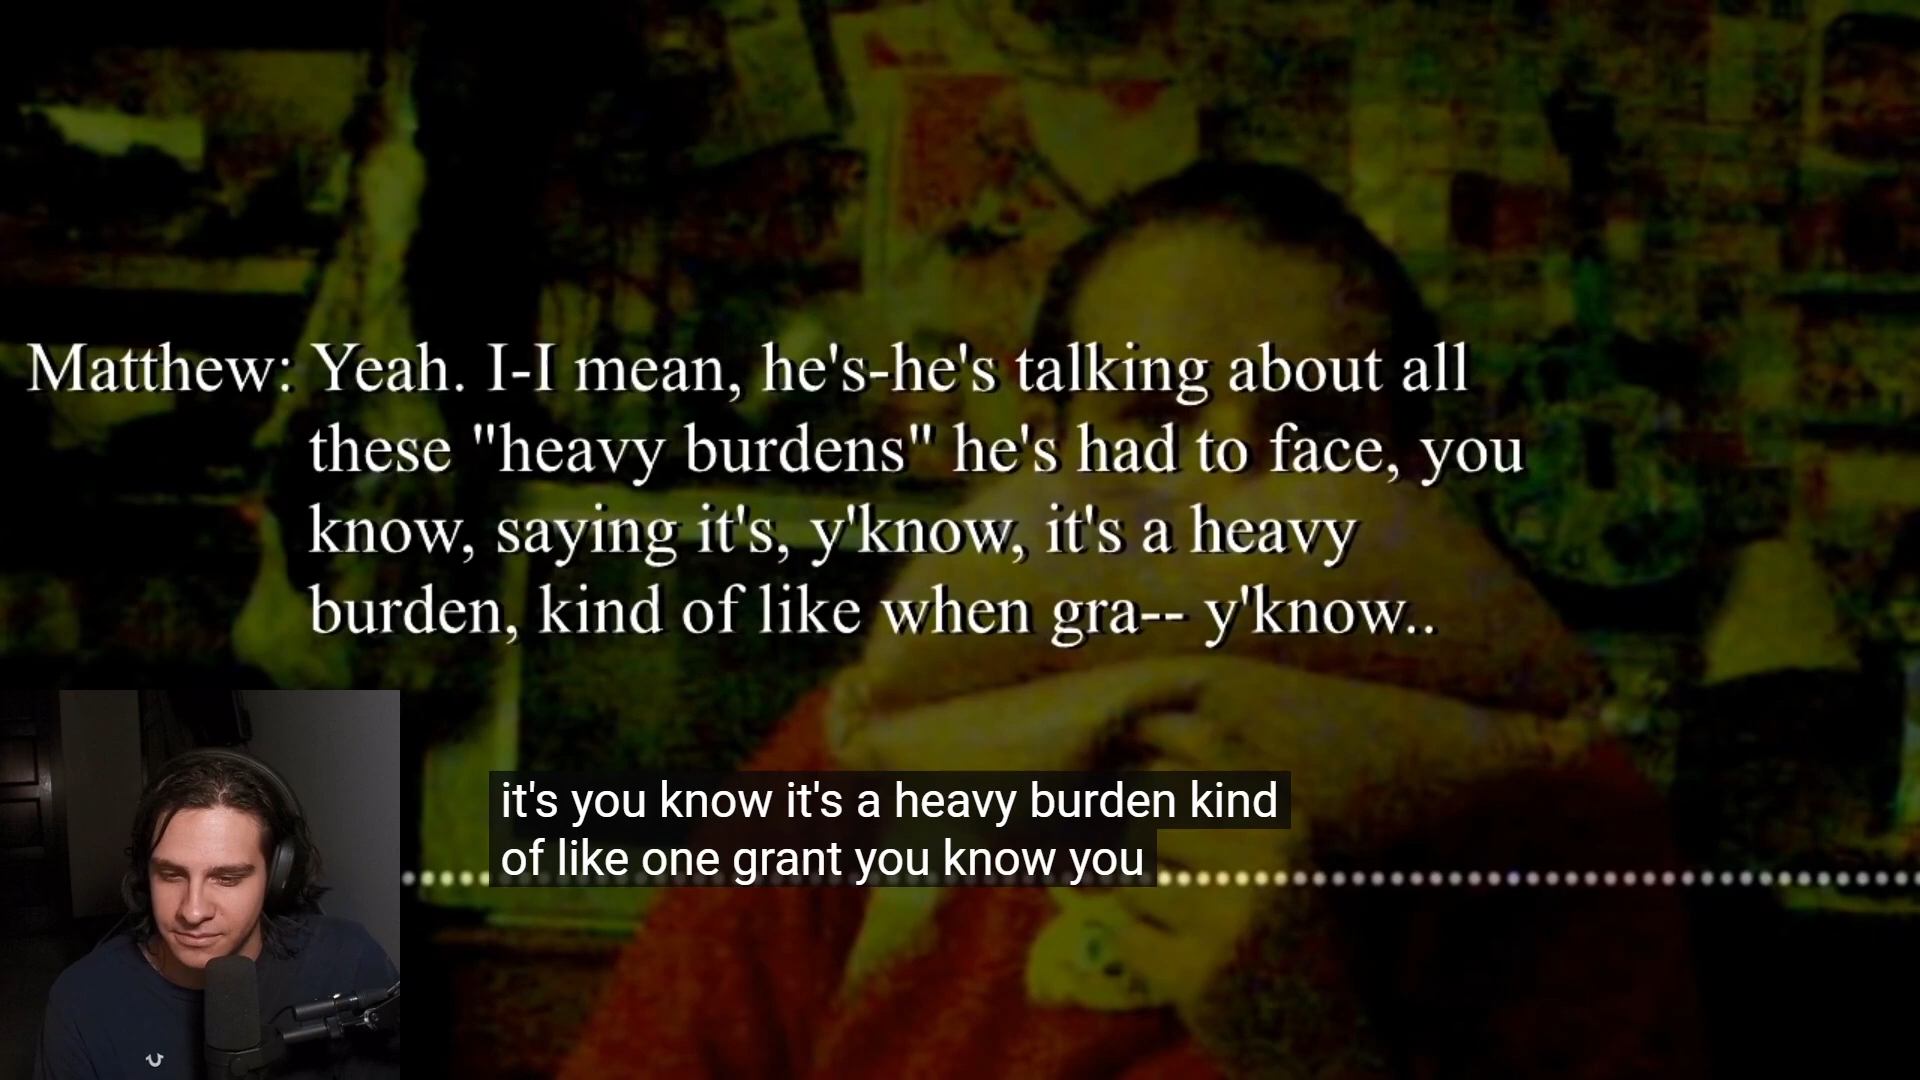 Matthew: Yeah. I-I mean, he's-he's talking about all
these "heavy burdens" he's had to face, you
know, saying it's, y'know, it's a heavy
burden, kind of like when gra-- y'know..
it's you know it's a heavy burden kind
of like one grant you know you